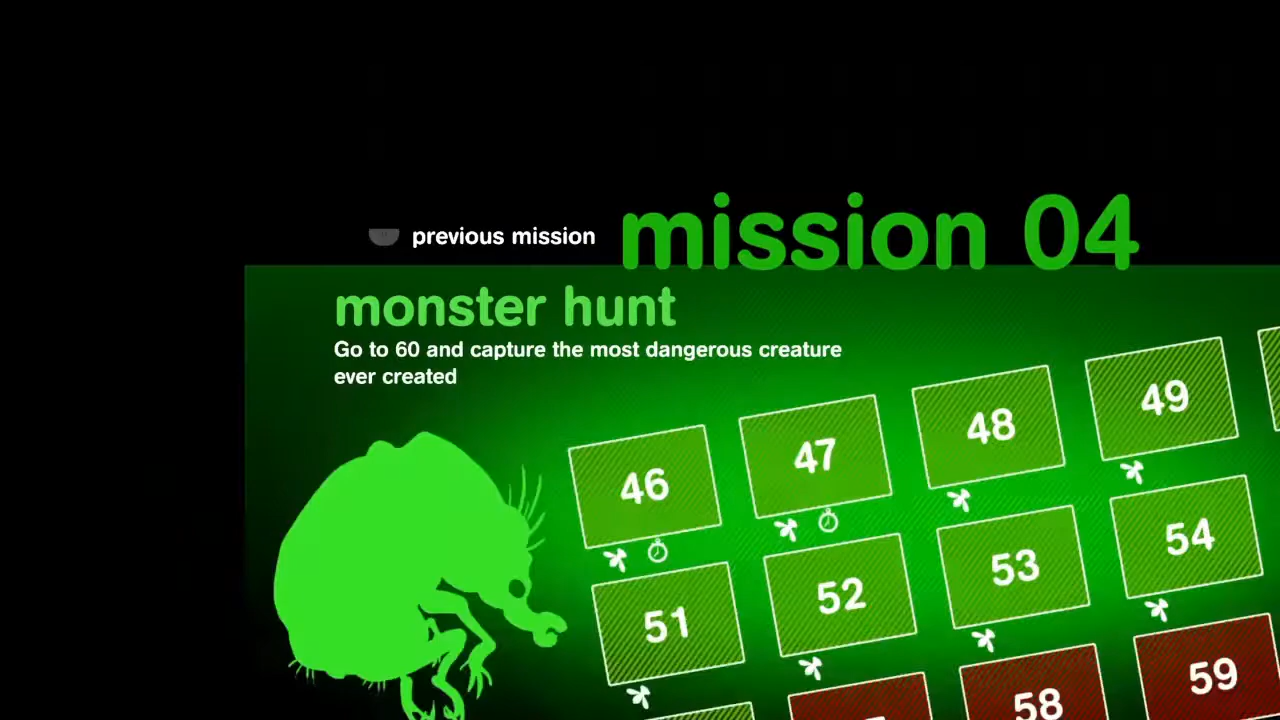 previous mission
mission 04
monster hunt
Go to 60 and capture the most dangerous creature
ever created
46
47
48
49
51
52
53
54
58
59